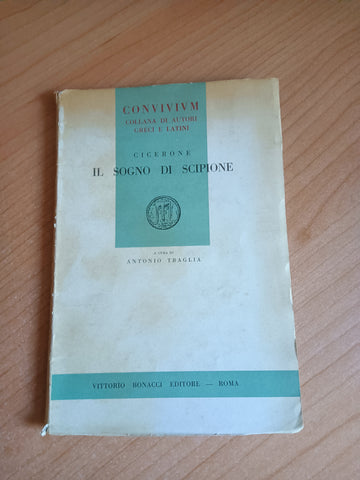 CONVIVIVM
COLLANA DI AUTORI
GRECI E LATINI
CICERONE
IL SOGNO DI SCIPIONE
A CURA DI
ANTONIO TRAGLIA
VITTORIO BONACCI EDITORE — ROMA